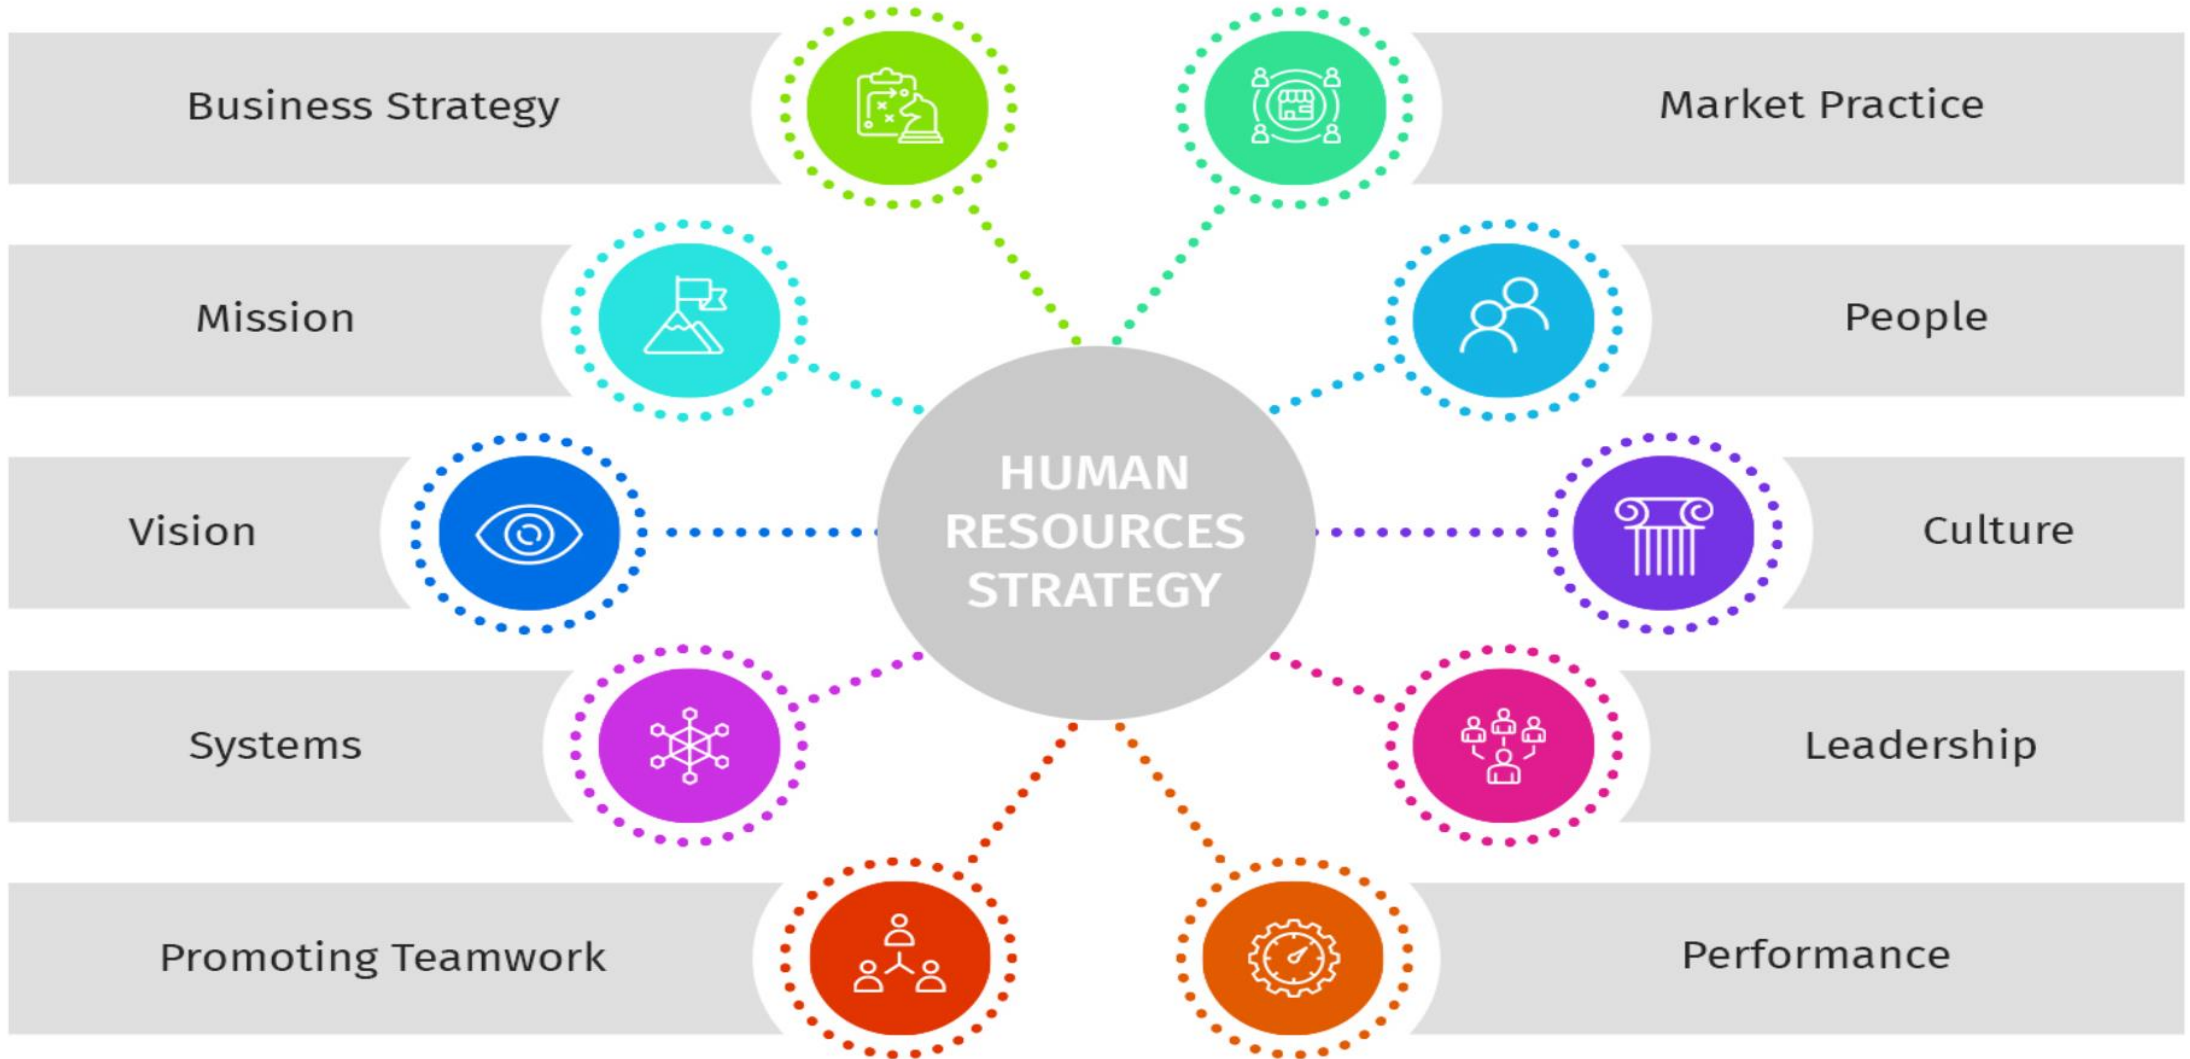 Business Strategy
Market Practice
Mission
People
HUMAN
RESOURCES
STRATEGY
Vision
Culture
Systems
Leadership
Promoting Teamwork
Performance